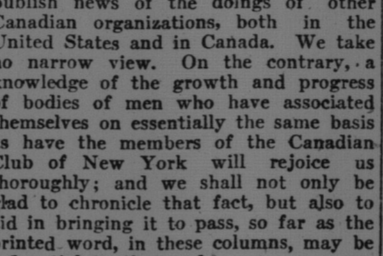 publish news of the doings of other
Canadian organizations, both in the
United States and in Canada. We take
no narrow view. On the contrary, a
knowledge of the growth and progress
of bodies of men who have associated
themselves on essentially the same basis
as have the members of the Canadian
Club of New York will rejoice us
thoroughly; and we shall not only be
glad to chronicle that fact, but also to
aid in bringing it to pass, so far as the
printed word, in these columns, may be